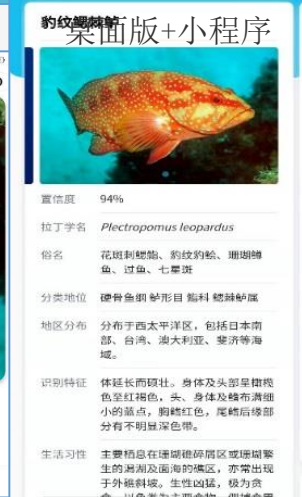 豹纹鳃棘鲈
桌面版+小程序
置信度 94%
拉丁学名 Plectropomus leopardus
俗名 花斑刺鳃鮨、豹纹豹鲙、珊瑚鳟
鱼、过鱼、七星斑
分类地位 硬骨鱼纲 鲈形目 鮨科 鳃棘鲈属
地区分布 分布于西太平洋区，包括日本南
部、台湾、澳大利亚、斐济等海
域。
识别特征 体延长而硕壮。身体及头部呈橄榄
色至红褐色，头、身体及鳍布满细
小的蓝点，胸鳍红色，尾鳍后缘部
分有不明显深色带。
生活习性 主要栖息在珊瑚碎碛屑区或珊瑚繁
生的潟湖及面海的礁区，亦常出现
于外礁斜坡。生性凶猛，极为贪